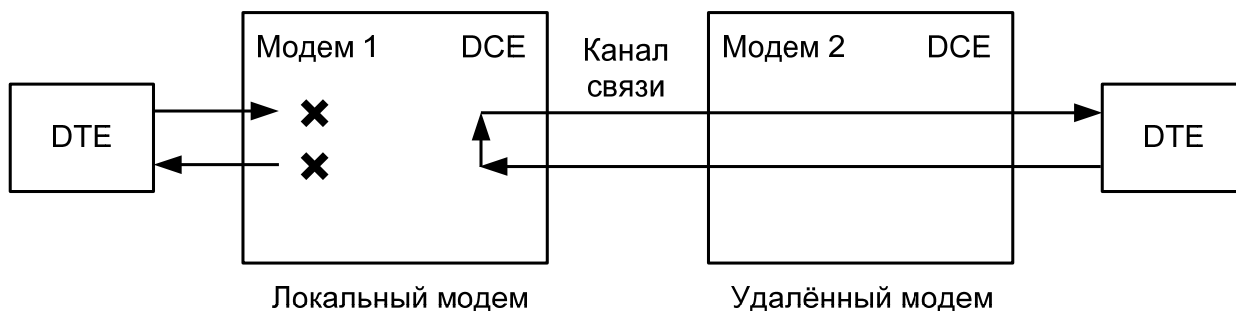 Модем 1 DCE
Канал
связи
Модем 2 DCE
DTE
DTE
Локальный модем
Удалённый модем